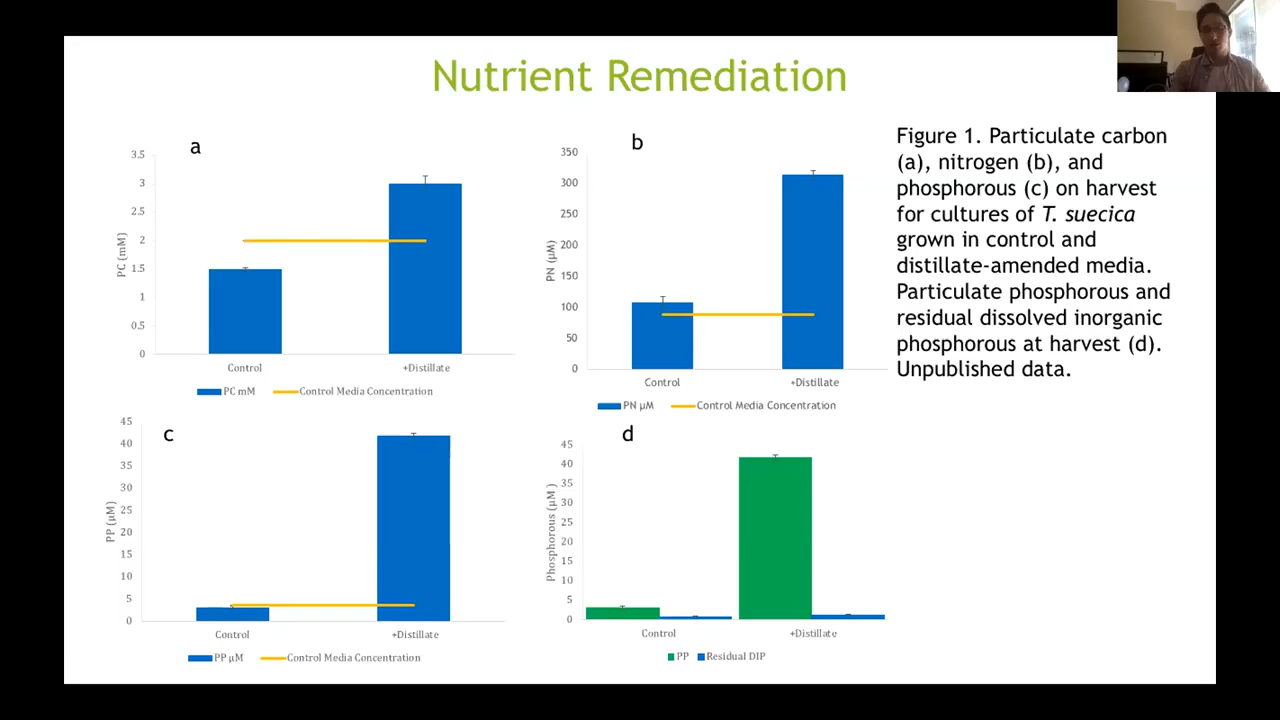 Nutrient Remediation
a
3.5
3
2.5
2
1.5
1
0.5
0
PC (mM)
Control
+Distillate
PC mM
Control Media Concentration
b
350
300
250
200
150
100
50
0
PN (µM)
Control
+Distillate
PN µM
Control Media Concentration
Figure 1. Particulate carbon
(a), nitrogen (b), and
phosphorous (c) on harvest
for cultures of T. suecica
grown in control and
distillate-amended media.
Particulate phosphorous and
residual dissolved inorganic
phosphorous at harvest (d).
Unpublished data.
c
45
40
35
30
25
20
15
10
5
0
PP (µM)
Control
+Distillate
PP µM
Control Media Concentration
d
45
40
35
30
25
20
15
10
5
0
Phosphorous (µM )
Control
+Distillate
PP
Residual DIP